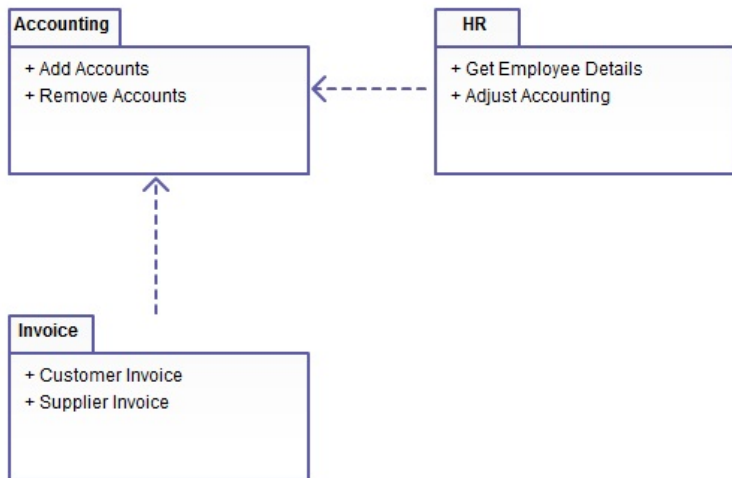 Accounting
+ Add Accounts
+ Remove Accounts
HR
+ Get Employee Details
+ Adjust Accounting
Invoice
+ Customer Invoice
+ Supplier Invoice